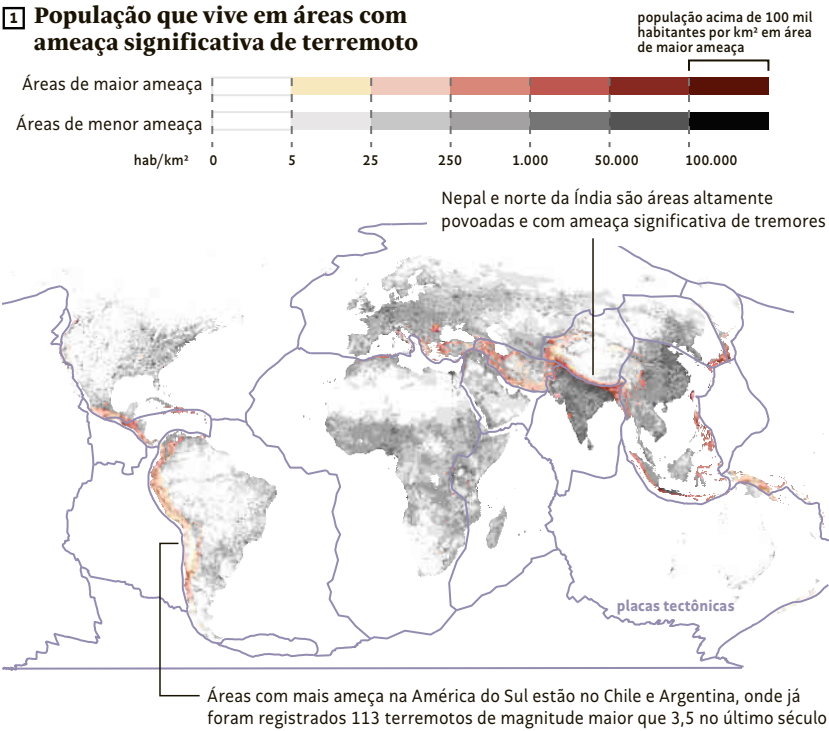 1 População que vive em áreas com
ameaça significativa de terremoto
população acima de 100 mil
habitantes por km² em área
de maior ameaça
Áreas de maior ameaça
Áreas de menor ameaça
hab/km² 0 5 25 250 1.000 50.000 100.000
Nepal e norte da Índia são áreas altamente
povoadas e com ameaça significativa de tremores
placas tectônicas
Áreas com mais ameça na América do Sul estão no Chile e Argentina, onde já
foram registrados 113 terremotos de magnitude maior que 3,5 no último século